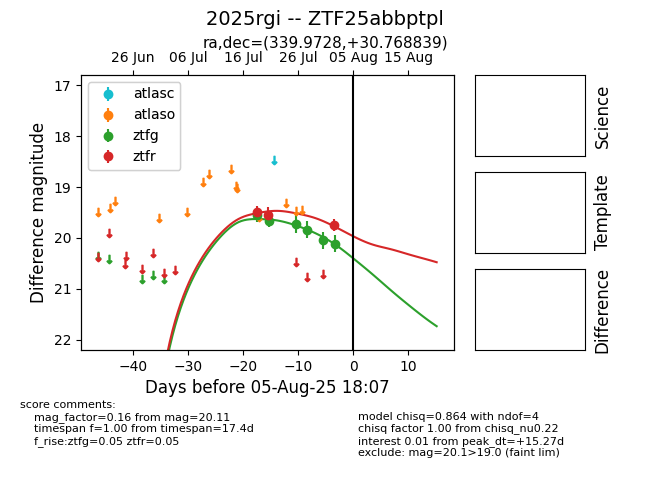 2025rgi -- ZTF25abbptpl
ra,dec=(339.9728,+30.768839)
26 Jun 06 Jul 16 Jul 26 Jul 05 Aug 15 Aug
17
18
19
20
21
22
Difference magnitude
atlasc
atlaso
ztfg
ztfr
−40 −30 −20 −10 0 10
Days before 05-Aug-25 18:07
Science
Template
Difference
score comments:
mag_factor=0.16 from mag=20.11
timespan f=1.00 from timespan=17.4d
f_rise:ztfg=0.05 ztfr=0.05
model chisq=0.864 with ndof=4
chisq factor 1.00 from chisq_nu0.22
interest 0.01 from peak_dt=+15.27d
exclude: mag=20.1>19.0 (faint lim)